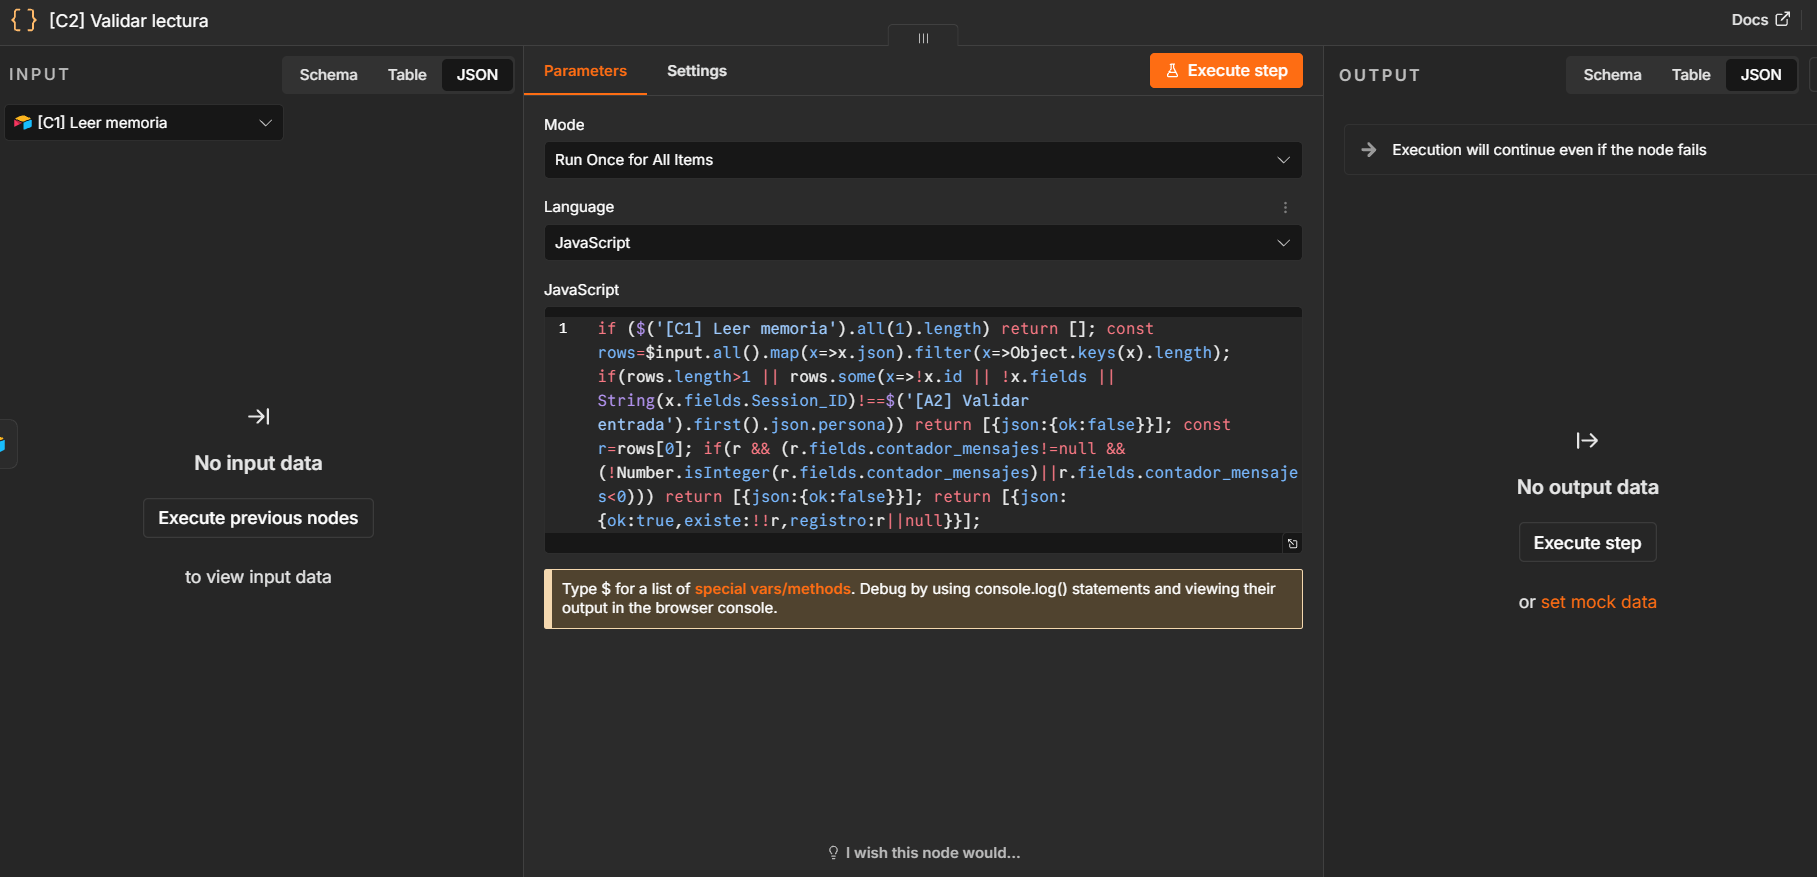 [C2] Validar lectura
Docs
INPUT
Schema
Table
JSON
[C1] Leer memoria
No input data
Execute previous nodes
to view input data
Parameters
Settings
Execute step
Mode
Run Once for All Items
Language
JavaScript
JavaScript
1
if ($('[C1] Leer memoria').all(1).length) return []; const
rows=$input.all().map(x=>x.json).filter(x=>Object.keys(x).length);
if(rows.length>1 || rows.some(x=>!x.id || !x.fields ||
String(x.fields.Session_ID)!==$('[A2] Validar
entrada').first().json.persona)) return [{json:{ok:false}}]; const
r=rows[0]; if(r && (r.fields.contador_mensajes!=null &&
(!Number.isInteger(r.fields.contador_mensajes)||r.fields.contador_mensaje
s<0))) return [{json:{ok:false}}]; return [{json:
{ok:true,existe:!!r,registro:r||null}}];
Type $ for a list of special vars/methods. Debug by using console.log() statements and viewing their
output in the browser console.
I wish this node would...
OUTPUT
Schema
Table
JSON
Execution will continue even if the node fails
No output data
Execute step
or set mock data